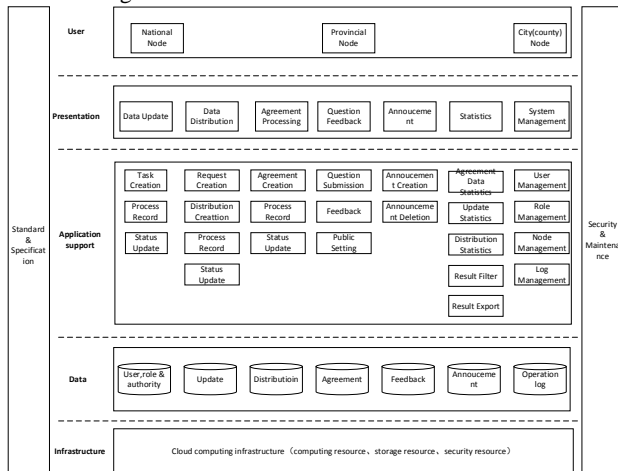 User
National
Node
Provincial
Node
City(county)
Node
Presentation
Data Update
Data
Distribution
Agreement
Processing
Question
Feedback
Annouceme
nt
Statistics
System
Management
Standard
&
Specificat
ion
Application
support
Task
Creation
Process
Record
Status
Update
Request
Creation
Distribution
Creattion
Process
Record
Status
Update
Agreement
Creation
Process
Record
Status
Update
Question
Submission
Feedback
Public
Setting
Annoucemen
t Creation
Announceme
nt Deletion
Agreement
Data
Statistics
Update
Statistics
Distribution
Statistics
Result Filter
Result Export
User
Management
Role
Management
Node
Management
Log
Management
Security
&
Maintena
nce
Data
User,role &
authority
Update
Distributioin
Agreement
Feedback
Annouceme
nt
Operation
log
Infrastructure
Cloud computing infrastructure（computing resource、storage resource、security resource）